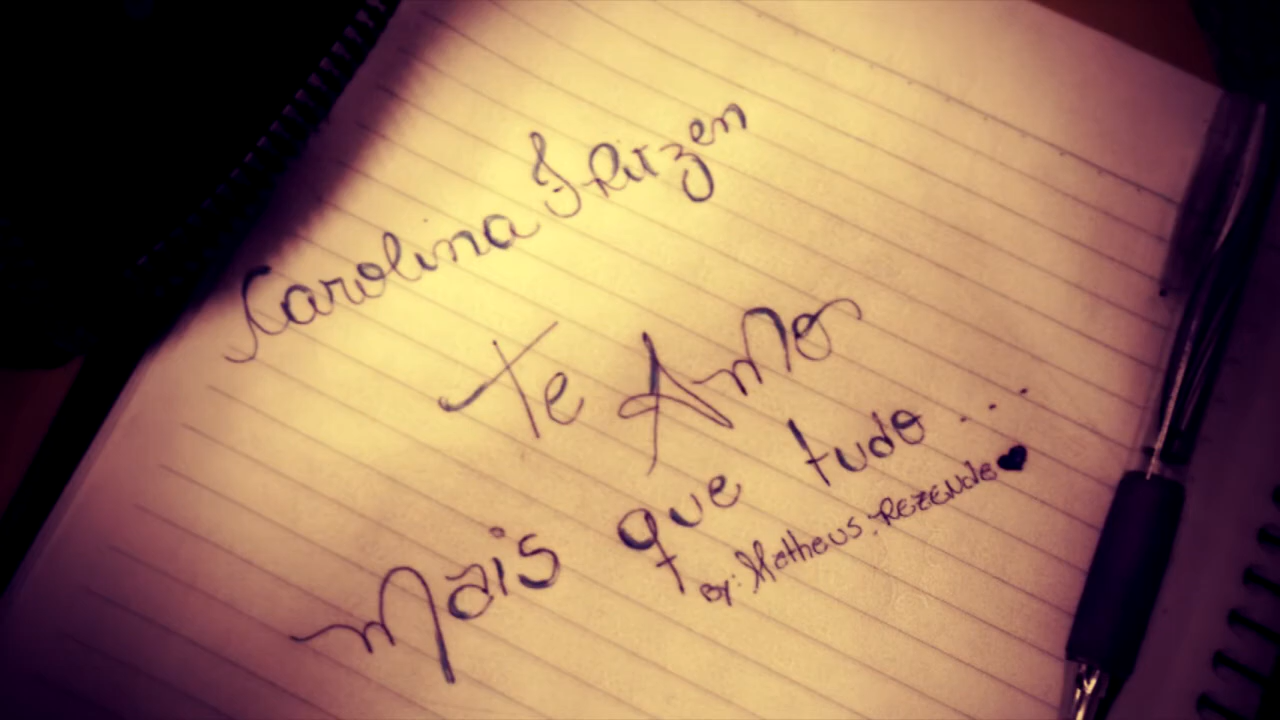 Carolina Fritzen
Te Amo
Mais que tudo...
By: Matheus. Rezende♥